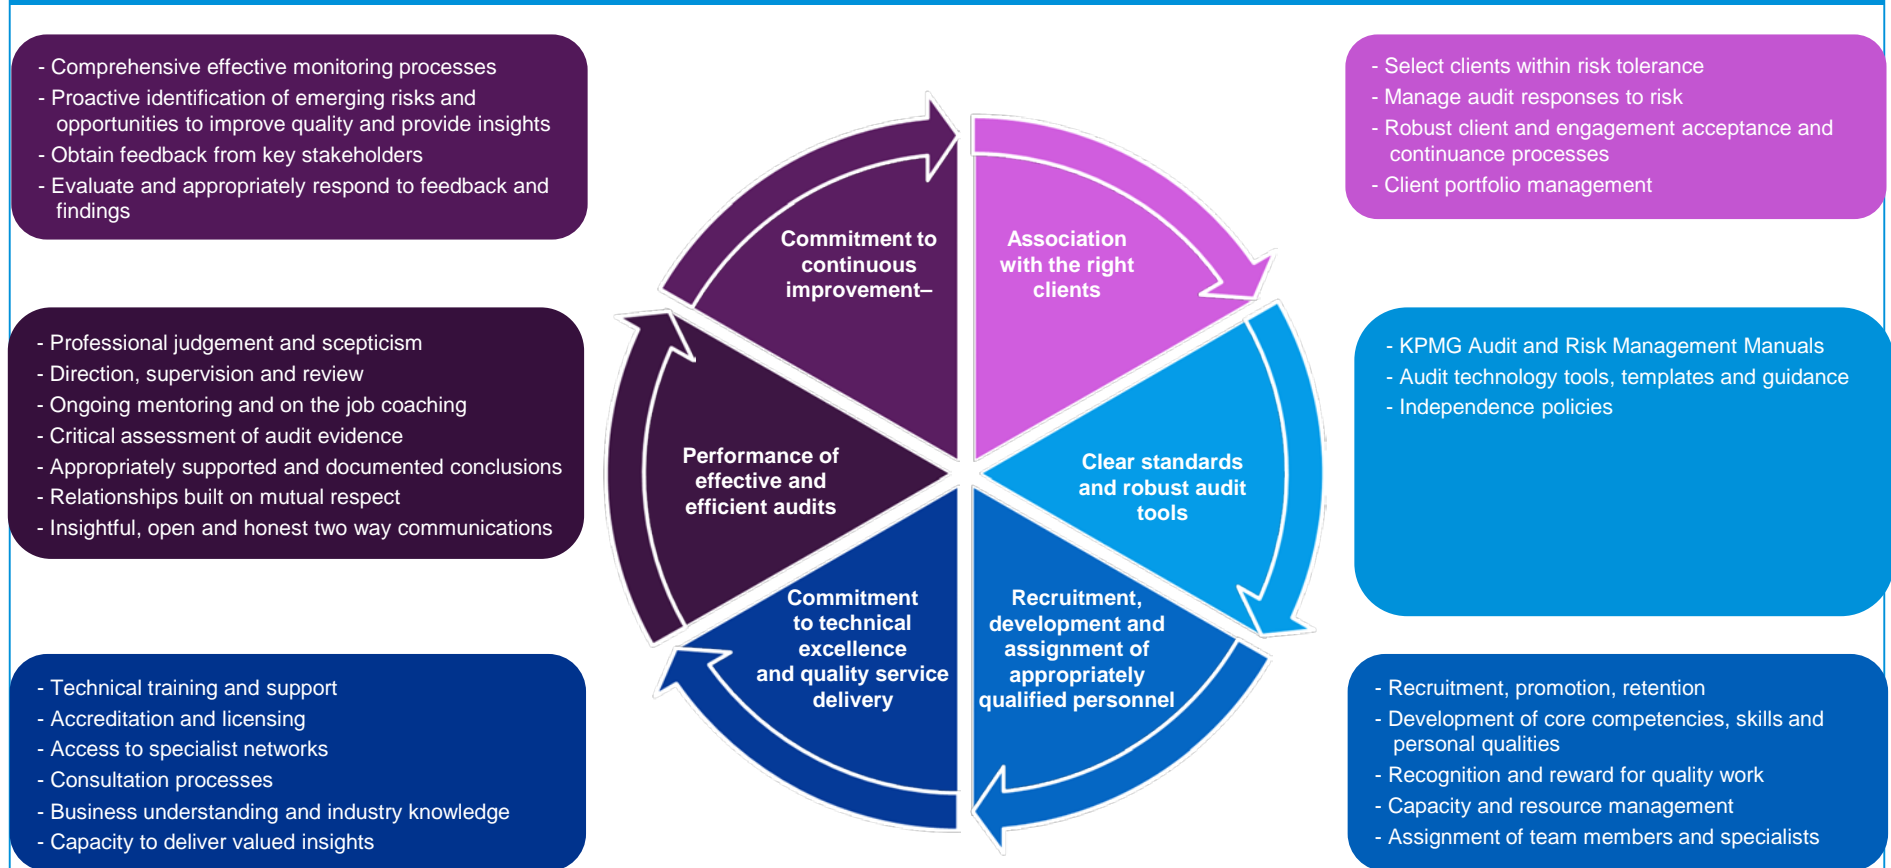 - Comprehensive effective monitoring processes
- Proactive identification of emerging risks and
opportunities to improve quality and provide insights
- Obtain feedback from key stakeholders
- Evaluate and appropriately respond to feedback and
findings
- Professional judgement and scepticism
- Direction, supervision and review
- Ongoing mentoring and on the job coaching
- Critical assessment of audit evidence
- Appropriately supported and documented conclusions
- Relationships built on mutual respect
- Insightful, open and honest two way communications
- Technical training and support
- Accreditation and licensing
- Access to specialist networks
- Consultation processes
- Business understanding and industry knowledge
- Capacity to deliver valued insights
Commitment to
continuous
improvement–
Association
with the right
clients
Performance of
effective and
efficient audits
Clear standards
and robust audit
tools
Commitment
to technical
excellence
and quality service
delivery
Recruitment,
development and
assignment of
appropriately
qualified personnel
- Select clients within risk tolerance
- Manage audit responses to risk
- Robust client and engagement acceptance and
continuance processes
- Client portfolio management
- KPMG Audit and Risk Management Manuals
- Audit technology tools, templates and guidance
- Independence policies
- Recruitment, promotion, retention
- Development of core competencies, skills and
personal qualities
- Recognition and reward for quality work
- Capacity and resource management
- Assignment of team members and specialists